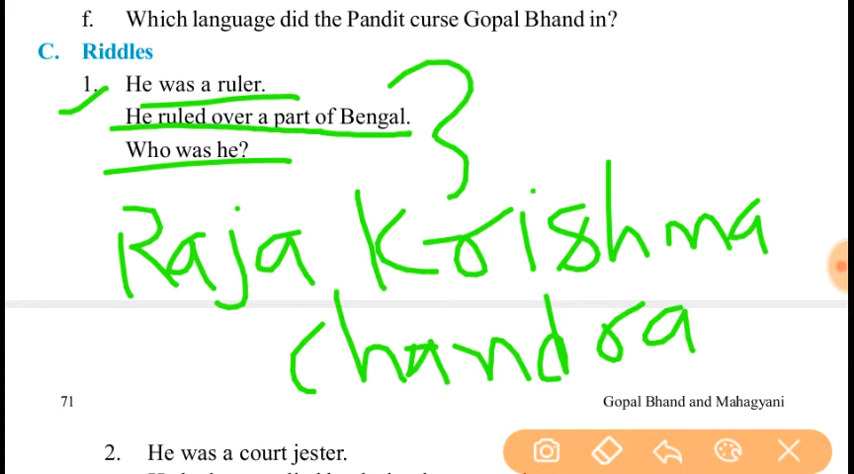 f. Which language did the Pandit curse Gopal Bhand in?
C. Riddles
1. He was a ruler.
He ruled over a part of Bengal.
Who was he?
Raja Krishna
Chandra
71 Gopal Bhand and Mahagyani
2. He was a court jester.